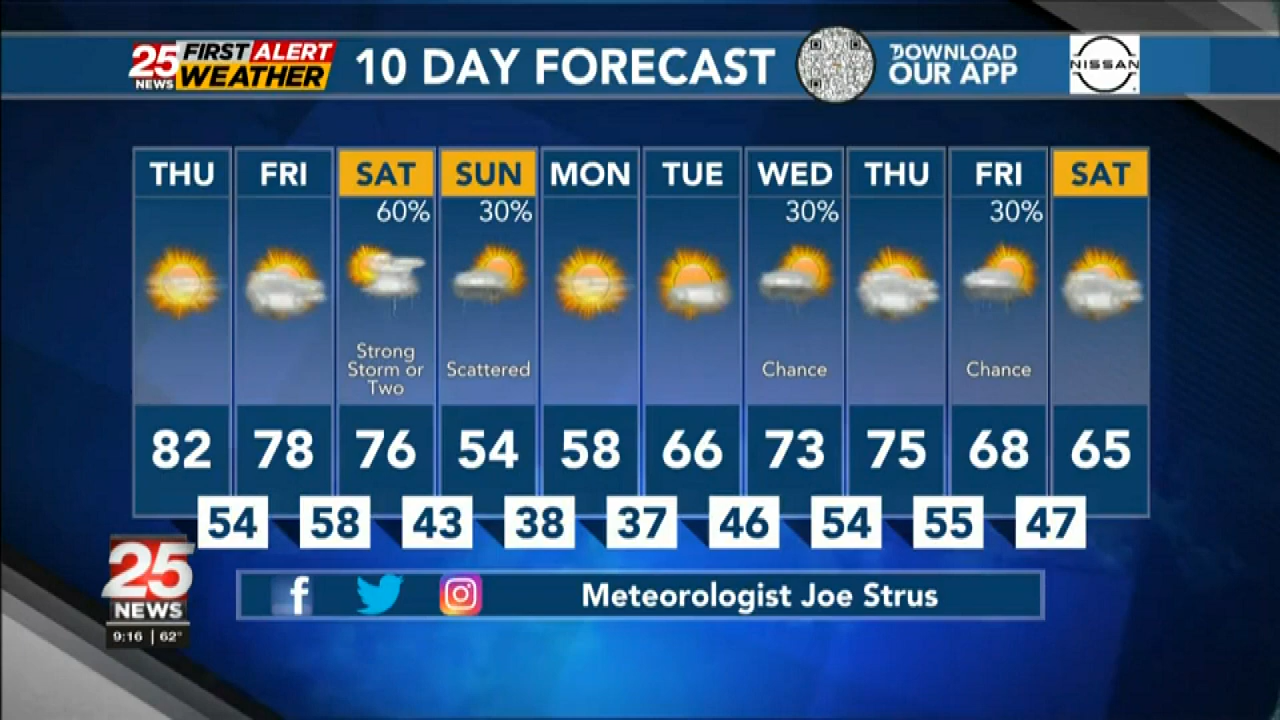 25 FIRST ALERT
NEWS WEATHER
10 DAY FORECAST
DOWNLOAD
OUR APP
NISSAN
THU FRI SAT SUN MON TUE WED THU FRI SAT
60% 30% 30% 30%
Strong
Storm or
Two
Scattered
Chance
Chance
82 78 76 54 58 66 73 75 68 65
54 58 43 38 37 46 54 55 47
25
NEWS
9:16 | 62°
f
Meteorologist Joe Strus